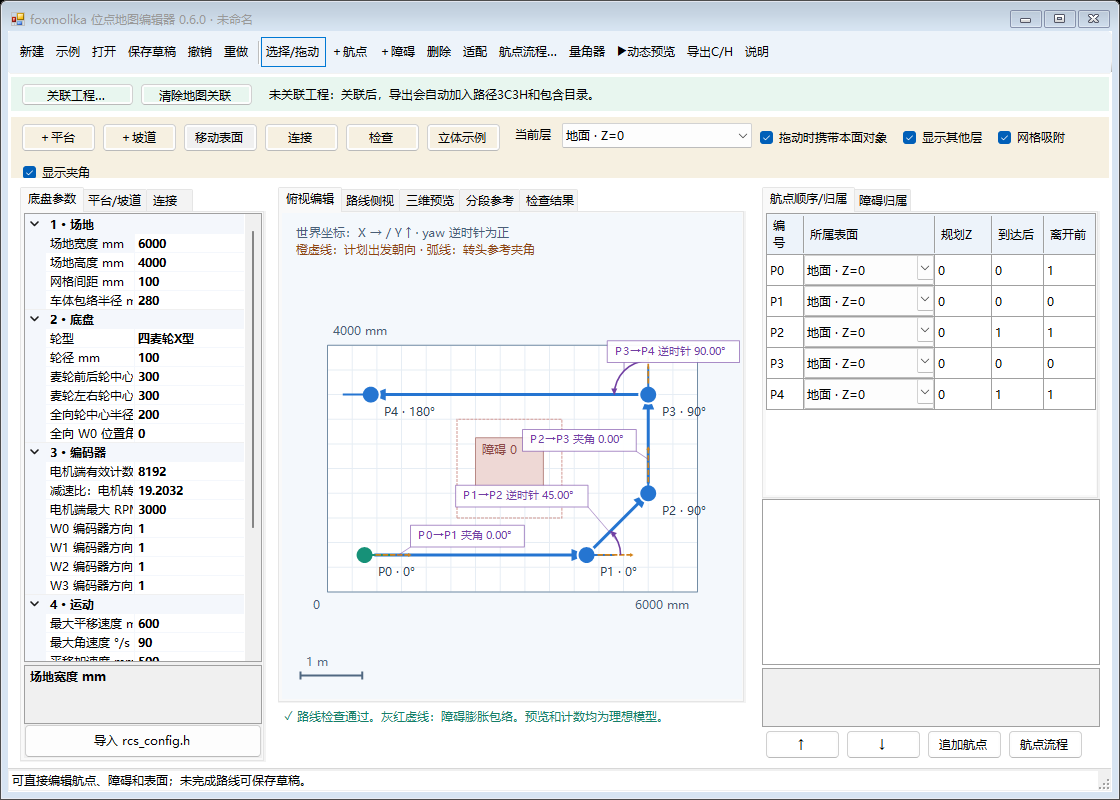 foxmolika 位点地图编辑器 0.6.0 · 未命名
新建 示例 打开 保存草稿 撤销 重做 选择/拖动 +航点 +障碍 删除 适配 航点流程... 量角器 ▶动态预览 导出C/H 说明
关联工程... 清除地图关联 未关联工程：关联后，导出会自动加入路径3C3H和包含目录。
+平台 +坡道 移动表面 连接 检查 立体示例 当前层 地面 · Z=0 拖动时携带本面对象 显示其他层 网格吸附
显示夹角
底盘参数 平台/坡道 连接
1 · 场地
场地宽度 mm 6000
场地高度 mm 4000
网格间距 mm 100
车体包络半径 m 280
2 · 底盘
轮型 四麦轮X型
轮径 mm 100
麦轮前后轮中心 300
麦轮左右轮中心 300
全向轮中心半径 200
全向 W0 位置角 0
3 · 编码器
电机端有效计数 8192
减速比：电机转 19.2032
电机端最大 RPM 3000
W0 编码器方向 1
W1 编码器方向 1
W2 编码器方向 1
W3 编码器方向 1
4 · 运动
最大平移速度 m 600
最大角速度 °/s 90
平移加速度 mm/ 500
场地宽度 mm
导入 rcs_config.h
俯视编辑 路线侧视 三维预览 分段参考 检查结果
世界坐标：X → / Y ↑ · yaw 逆时针为正
橙虚线：计划出发朝向 · 弧线：转头参考夹角
4000 mm
P3→P4 逆时针 90.00°
P4 · 180°
P3 · 90°
P2→P3 夹角 0.00°
障碍 0
P1→P2 逆时针 45.00°
P2 · 90°
P0→P1 夹角 0.00°
P0 · 0°
P1 · 0°
0
6000 mm
1 m
✓ 路线检查通过。灰红虚线：障碍膨胀包络。预览和计数均为理想模型。
航点顺序/归属 障碍归属
编号 所属表面 规划Z 到达后 离开前
P0 地面 · Z=0 0 0 1
P1 地面 · Z=0 0 0 0
P2 地面 · Z=0 0 1 1
P3 地面 · Z=0 0 0 0
P4 地面 · Z=0 0 1 1
↑ ↓ 追加航点 航点流程
可直接编辑航点、障碍和表面；未完成路线可保存草稿。